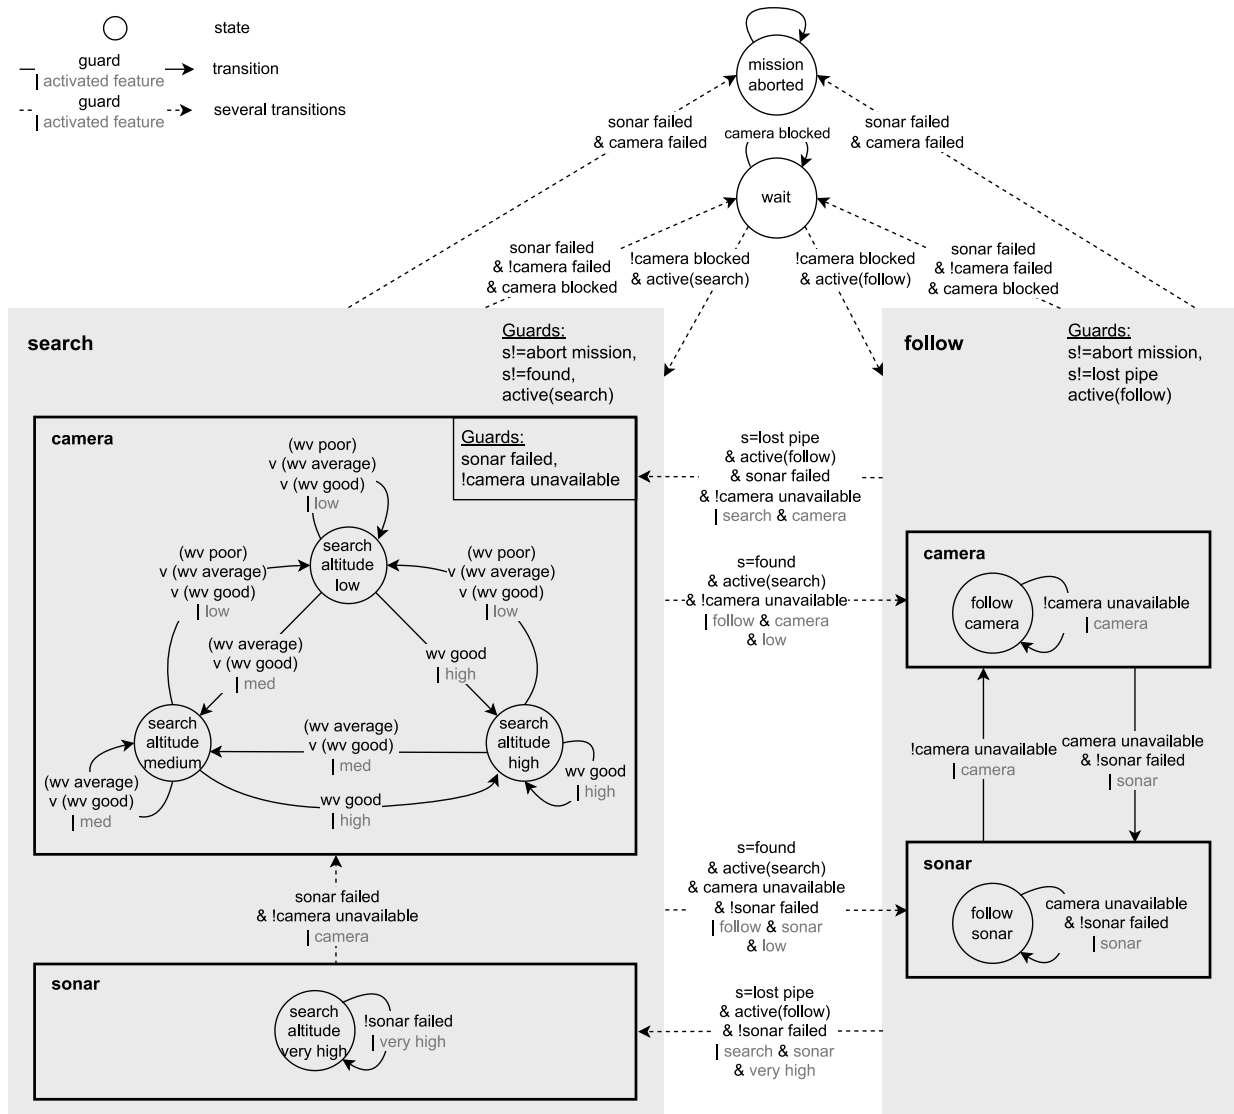 state
guard
| activated feature
transition
guard
| activated feature
several transitions
mission
aborted
sonar failed
& camera failed
sonar failed
& camera failed
camera blocked
wait
sonar failed
& !camera failed
& camera blocked
!camera blocked
& active(search)
!camera blocked
& active(follow)
sonar failed
& !camera failed
& camera blocked
search
Guards:
s!=abort mission,
s!=found,
active(search)
follow
Guards:
s!=abort mission,
s!=lost pipe
active(follow)
camera
Guards:
sonar failed,
!camera unavailable
(wv poor)
v (wv average)
v (wv good)
| low
search
altitude
low
(wv poor)
v (wv average)
v (wv good)
| low
(wv poor)
v (wv average)
v (wv good)
| low
(wv average)
v (wv good)
| med
wv good
| high
search
altitude
medium
(wv average)
v (wv good)
| med
search
altitude
high
(wv average)
v (wv good)
| med
wv good
| high
wv good
| high
sonar failed
& !camera unavailable
| camera
sonar
search
altitude
very high
!sonar failed
| very high
s=lost pipe
& active(follow)
& sonar failed
& !camera unavailable
| search & camera
s=found
& active(search)
& !camera unavailable
| follow & camera
& low
s=found
& active(search)
& camera unavailable
& !sonar failed
| follow & sonar
& low
s=lost pipe
& active(follow)
& !sonar failed
| search & sonar
& very high
camera
follow
camera
!camera unavailable
| camera
!camera unavailable
| camera
camera unavailable
& !sonar failed
| sonar
sonar
follow
sonar
camera unavailable
& !sonar failed
| sonar